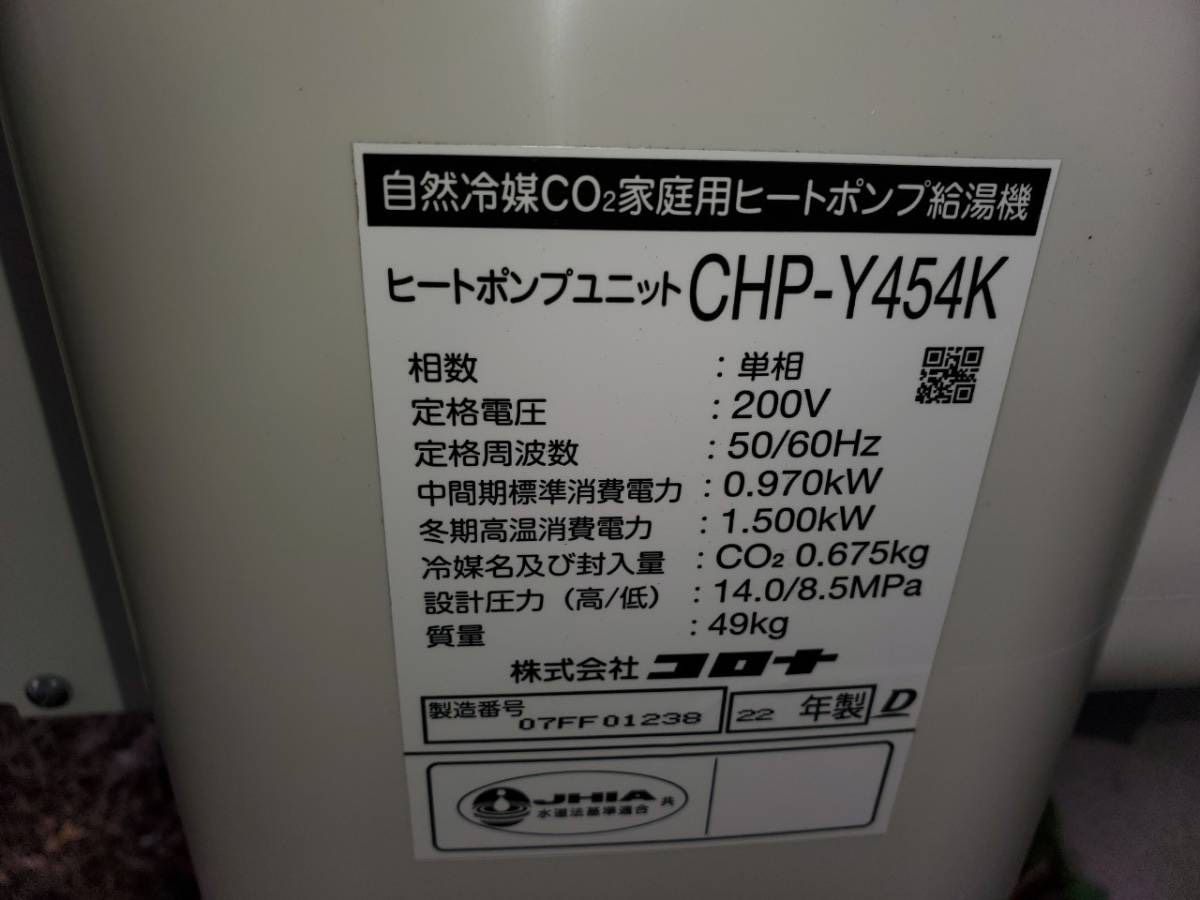 自然冷媒CO₂家庭用ヒートポンプ給湯機
ヒートポンプユニット CHP-Y454K
相数 : 単相
定格電圧 : 200V
定格周波数 : 50/60Hz
中間期標準消費電力 : 0.970kW
冬期高温消費電力 : 1.500kW
冷媒名及び封入量 : CO₂ 0.675kg
設計圧力(高/低) : 14.0/8.5MPa
質量 : 49kg
株式会社 コロナ
製造番号 07FF01238 22 年製 D
JHIA 共
水道法基準適合